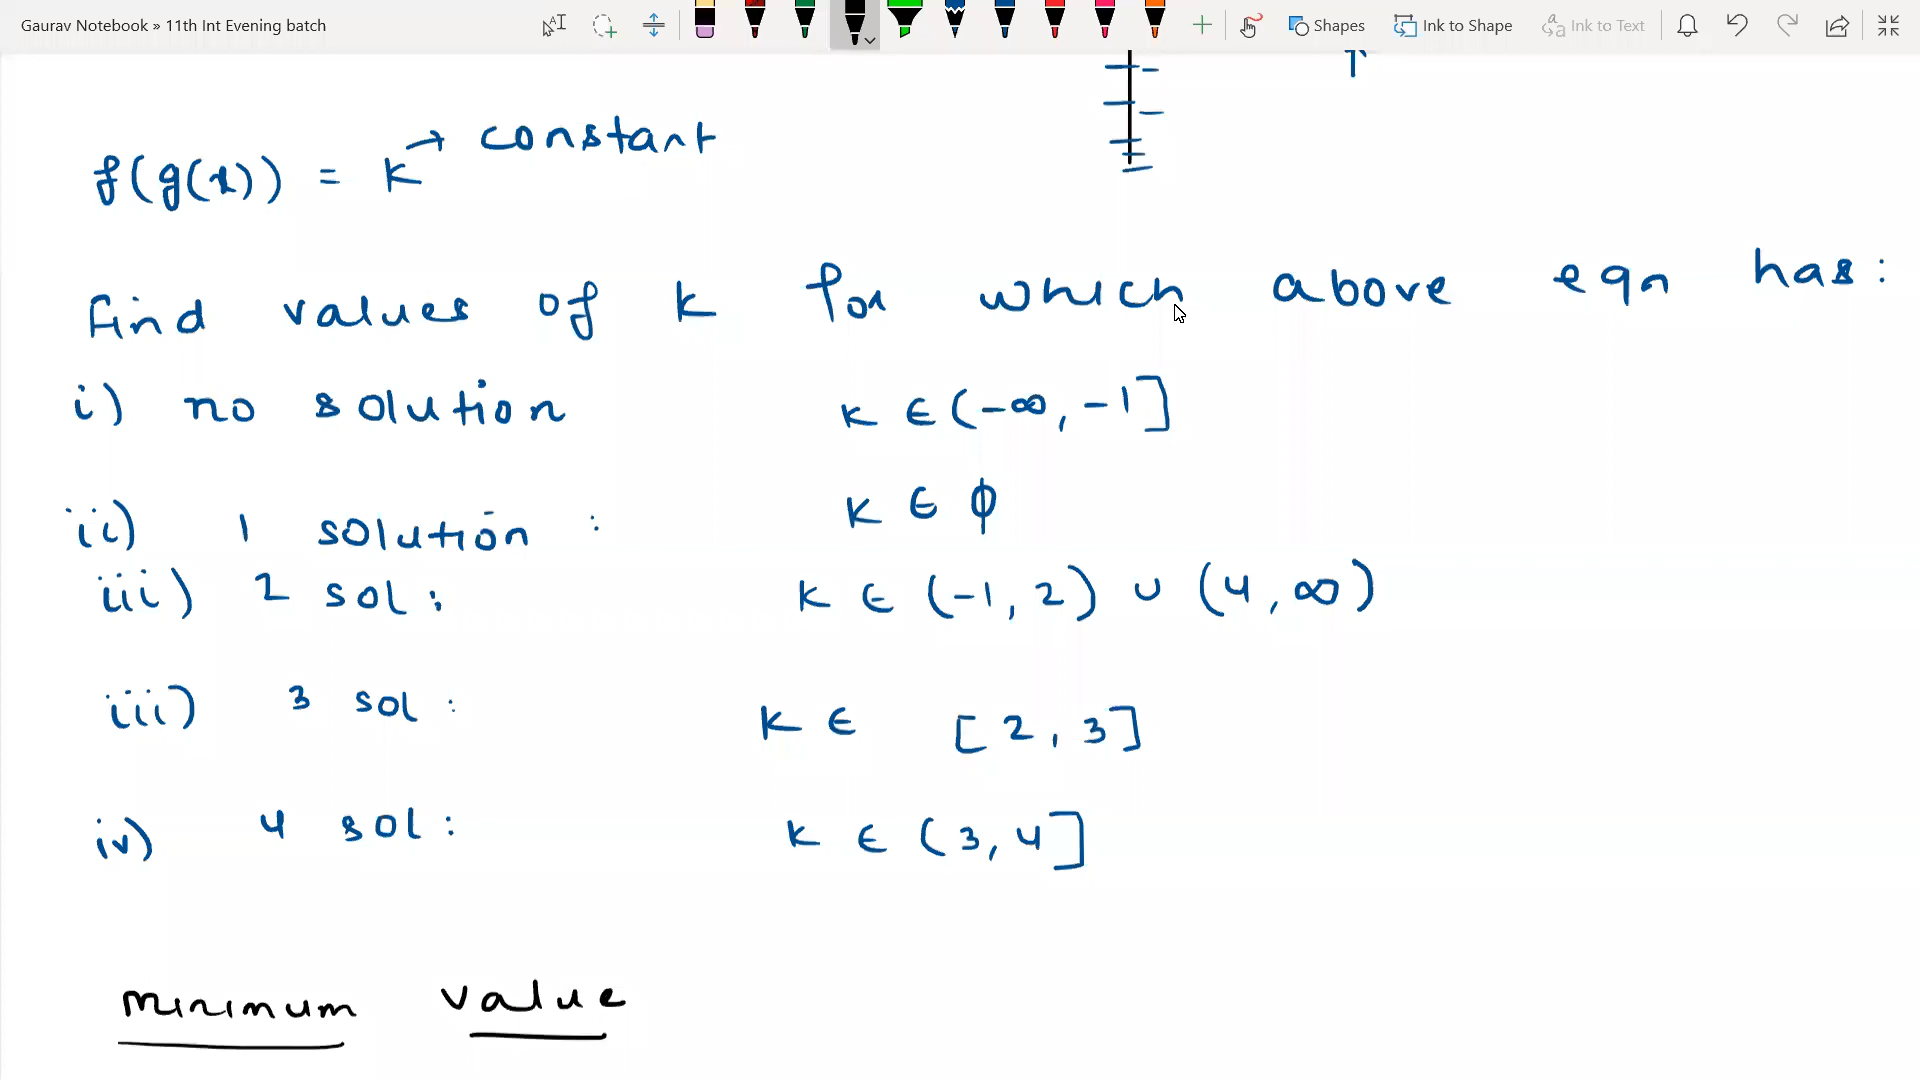 Gaurav Notebook » 11th Int Evening batch
Shapes Ink to Shape Ink to Text
f(g(x)) = K → constant
find values of k for which above eqn has:
i) no solution K ∈ (-∞, -1]
ii) 1 solution : K ∈ ϕ
iii) 2 sol: K ∈ (-1, 2) ∪ (4, ∞)
iii) 3 sol : K ∈ [2, 3]
iv) 4 sol: K ∈ (3, 4]
minimum value